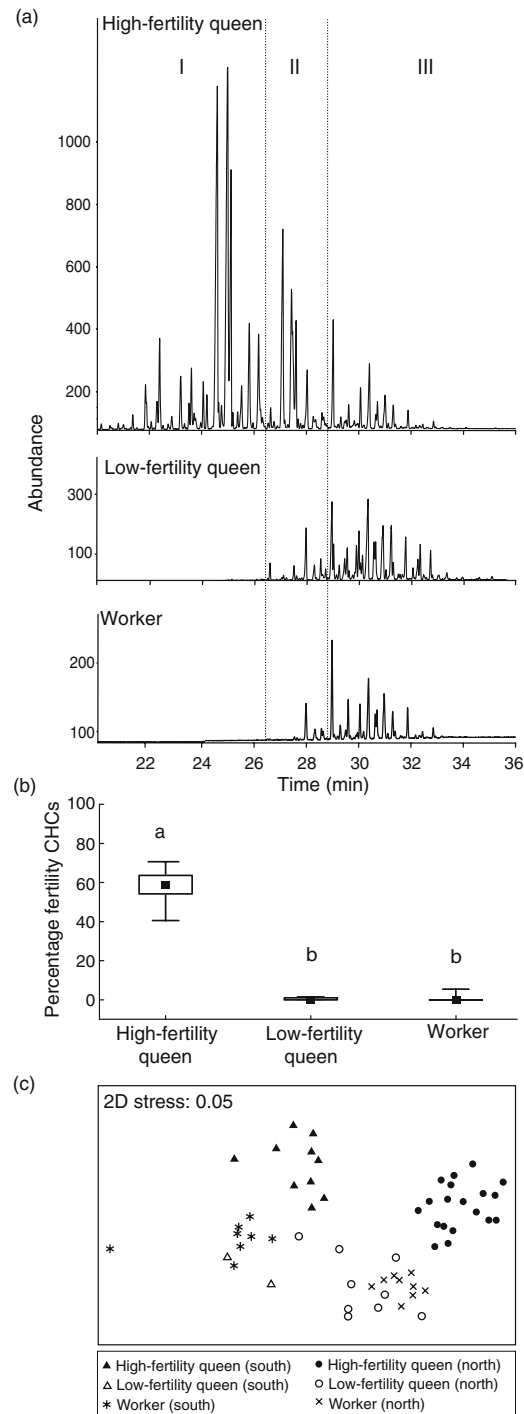 (a)
High-fertility queen
I II III
1000
800
600
400
200
Low-fertility queen
300
100
Worker
200
100
Abundance
22 24 26 28 30 32 34 36
Time (min)
(b)
100
80
60
40
20
0
Percentage fertility CHCs
a
b
b
High-fertility queen
Low-fertility queen
Worker
(c)
2D stress: 0.05
High-fertility queen (south)
High-fertility queen (north)
Low-fertility queen (south)
Low-fertility queen (north)
Worker (south)
Worker (north)